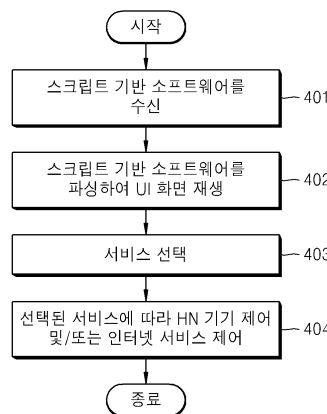 시작
스크립트 기반 소프트웨어를
수신
401
스크립트 기반 소프트웨어를
파싱하여 UI 화면 재생
402
서비스 선택
403
선택된 서비스에 따라 HN 기기 제어
및/또는 인터넷 서비스 제어
404
종료